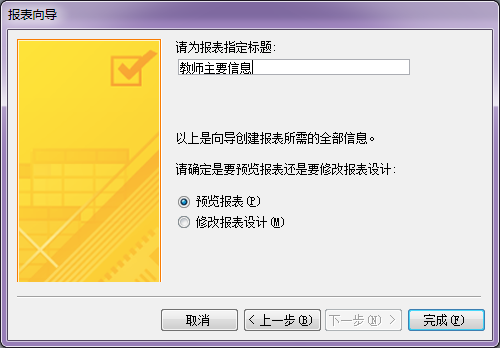 报表向导
请为报表指定标题:
教师主要信息
以上是向导创建报表所需的全部信息。
请确定是要预览报表还是要修改报表设计:
预览报表(P)
修改报表设计(M)
取消 < 上一步(B) 下一步(N) > 完成(F)